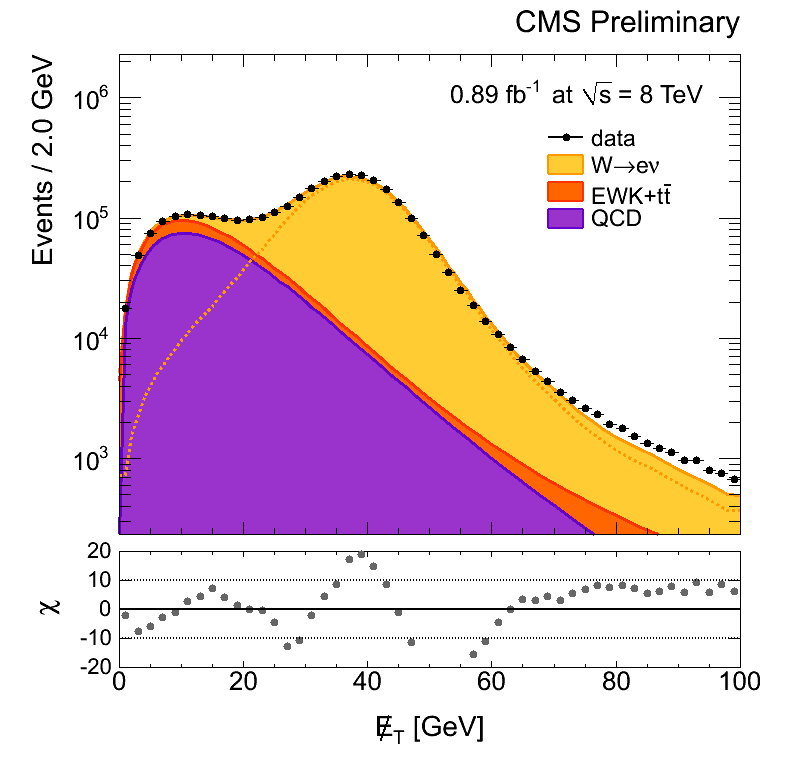 CMS Preliminary
Events / 2.0 GeV
0.89 fb⁻¹ at √s = 8 TeV
data
W→eν
EWK+tt̄
QCD
10⁶
10⁵
10⁴
10³
χ
20
10
0
-10
-20
0 20 40 60 80 100
E̸_T [GeV]